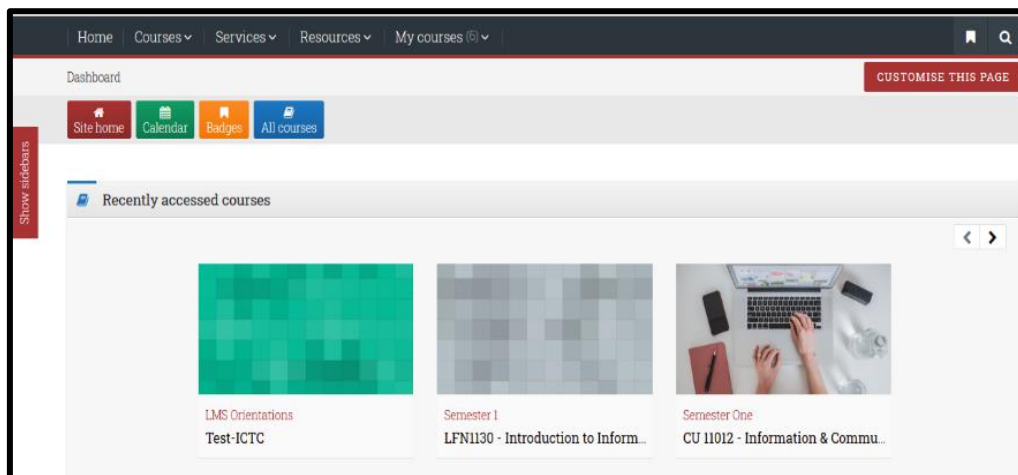 Home Courses Services Resources My courses (6)
Dashboard
CUSTOMISE THIS PAGE
Site home Calendar Badges All courses
Show sidebars
Recently accessed courses
LMS Orientations
Test-ICTC
Semester 1
LFN1130 - Introduction to Inform...
Semester One
CU 11012 - Information & Commu...